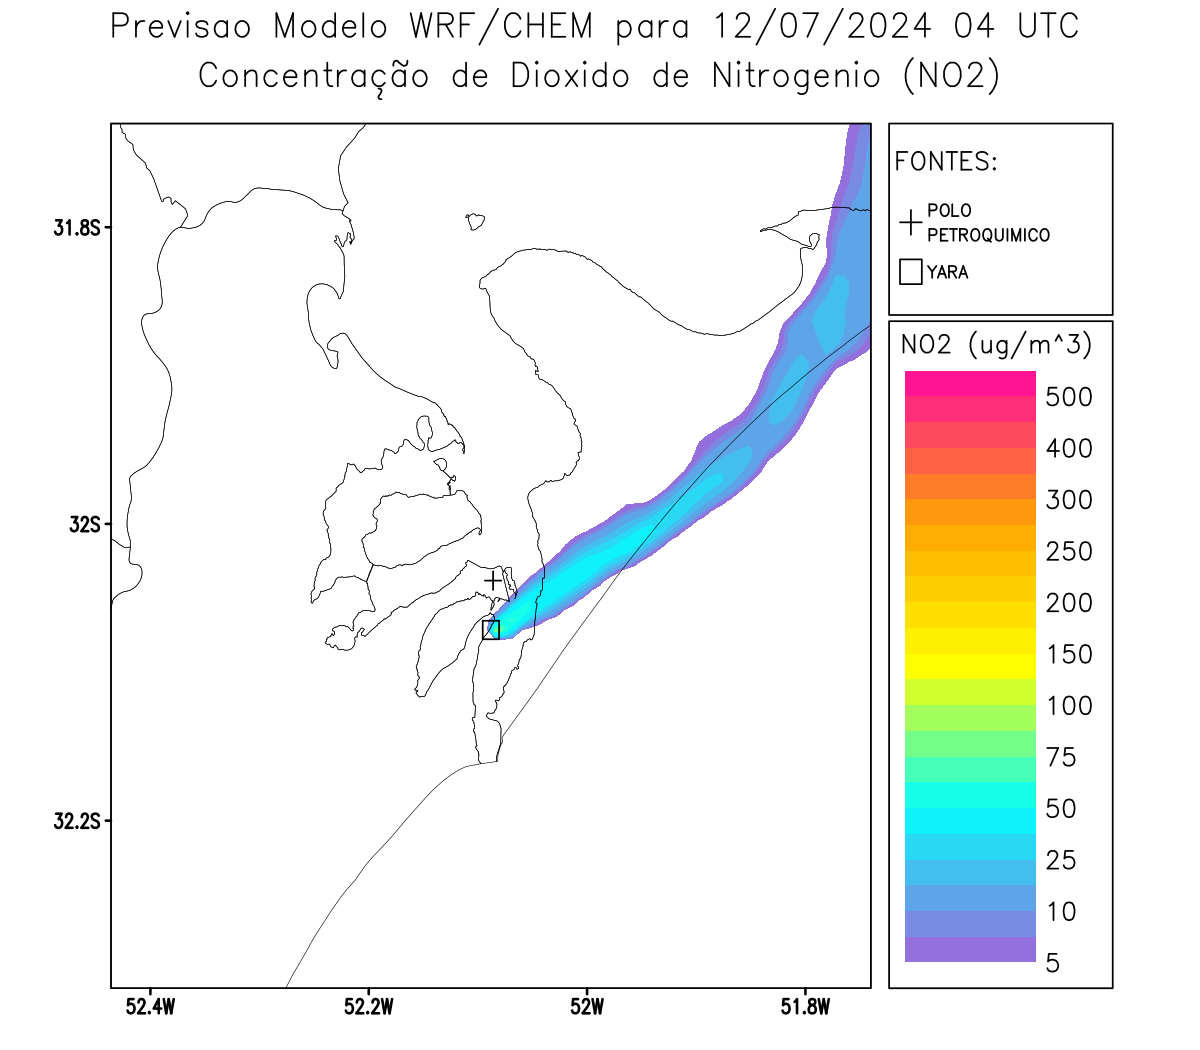 Previsao Modelo WRF/CHEM para 12/07/2024 04 UTC
Concentração de Dioxido de Nitrogenio (NO2)
FONTES:
POLO
PETROQUIMICO
YARA
NO2 (ug/m^3)
500
400
300
250
200
150
100
75
50
25
10
5
31.8S
32S
32.2S
52.4W
52.2W
52W
51.8W